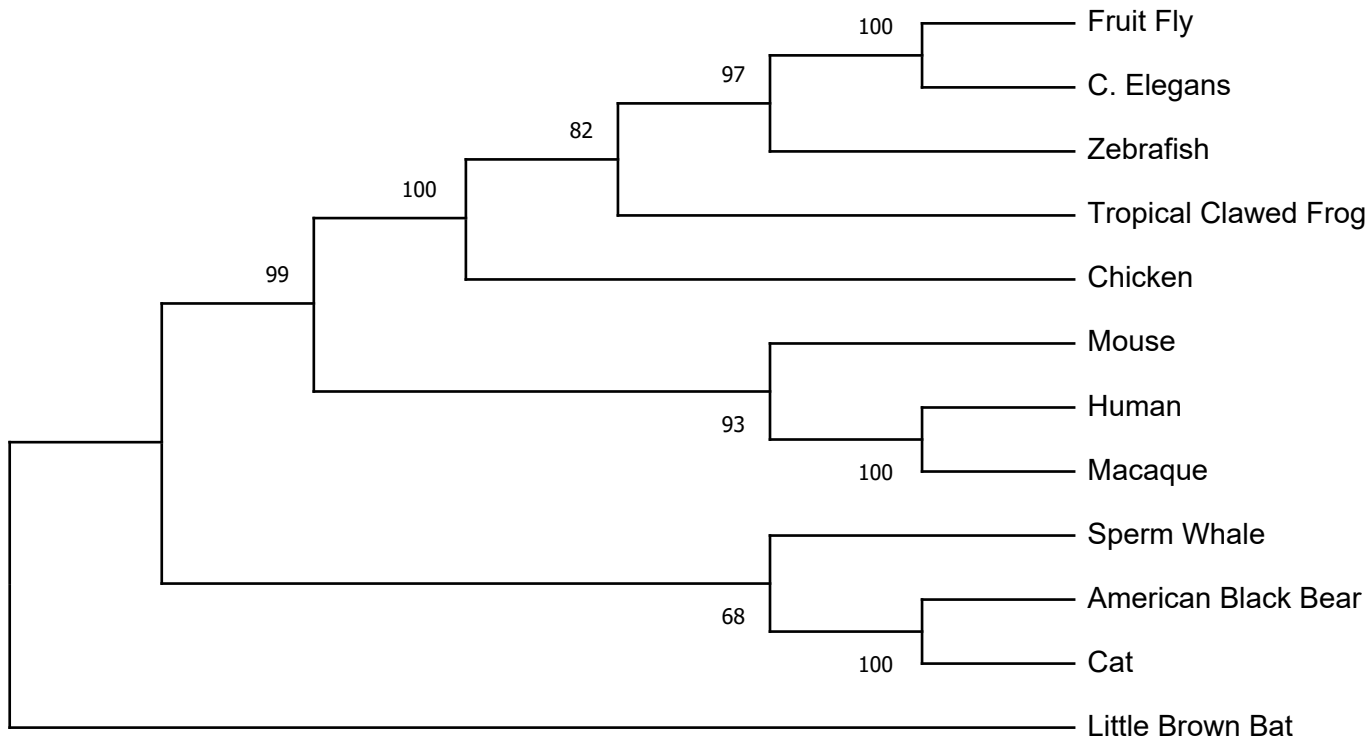 100
Fruit Fly
97
C. Elegans
82
Zebrafish
100
Tropical Clawed Frog
99
Chicken
Mouse
93
Human
100
Macaque
Sperm Whale
68
American Black Bear
100
Cat
Little Brown Bat